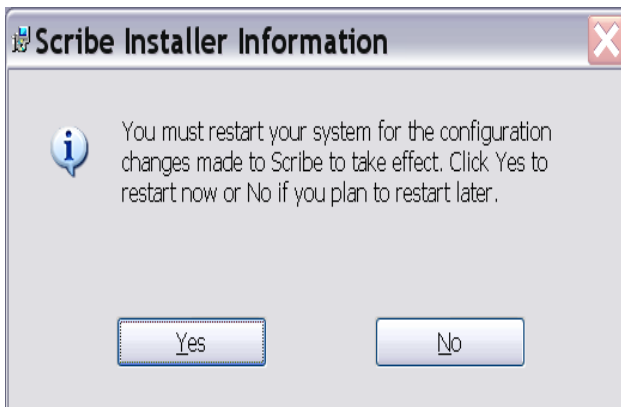 Scribe Installer Information
You must restart your system for the configuration
changes made to Scribe to take effect. Click Yes to
restart now or No if you plan to restart later.
Yes
No